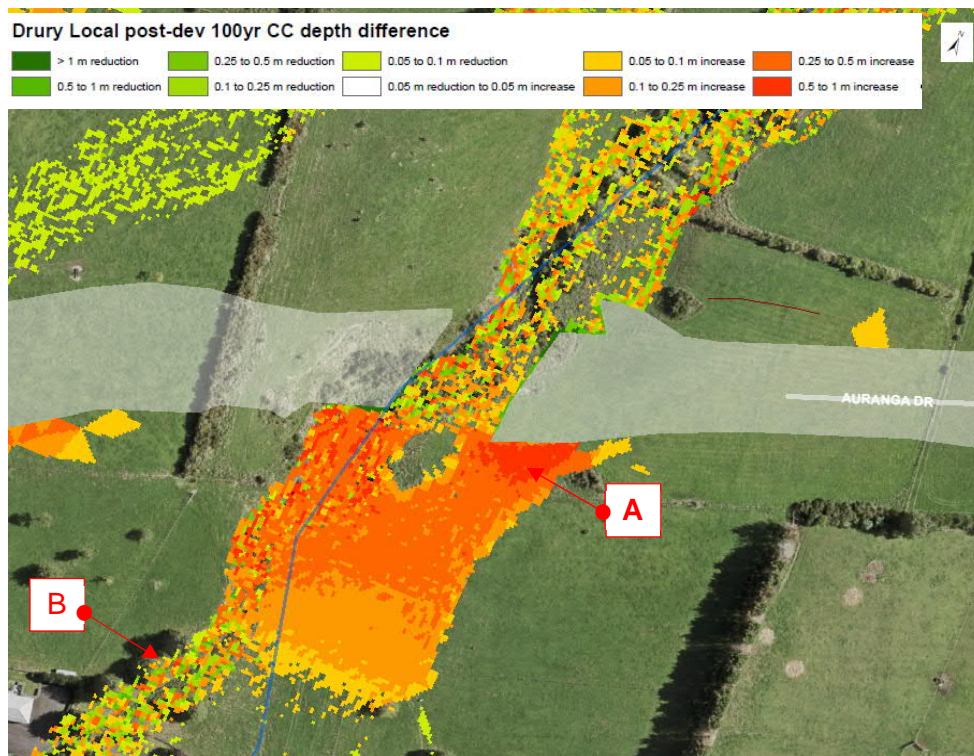 Drury Local post-dev 100yr CC depth difference
> 1 m reduction
0.25 to 0.5 m reduction
0.05 to 0.1 m reduction
0.05 to 0.1 m increase
0.25 to 0.5 m increase
0.5 to 1 m reduction
0.1 to 0.25 m reduction
0.05 m reduction to 0.05 m increase
0.1 to 0.25 m increase
0.5 to 1 m increase
N
AURANGA DR
A
B